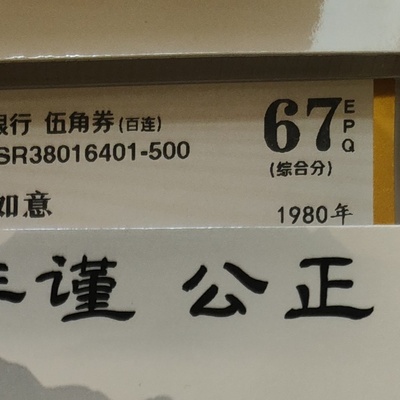 银行 伍角券(百连)
67 EPQ
SR38016401-500
(综合分)
如意
1980年
谨 公正